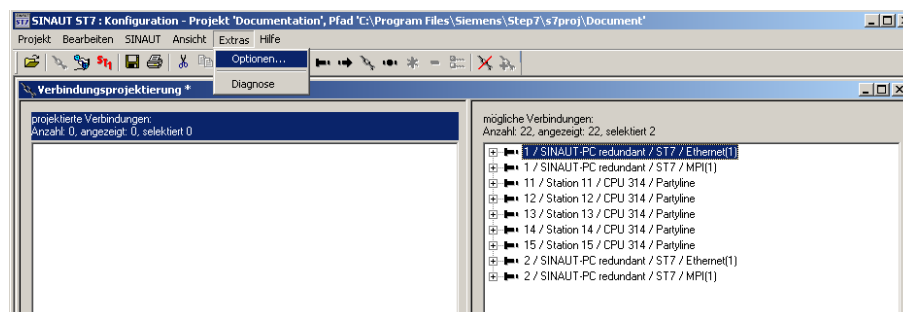 SINAUT ST7 : Konfiguration - Projekt 'Documentation', Pfad 'C:\Program Files\Siemens\Step7\s7proj\Document'
Projekt Bearbeiten SINAUT Ansicht Extras Hilfe
Optionen...
Diagnose
Verbindungsprojektierung *
projektierte Verbindungen:
Anzahl: 0, angezeigt: 0, selektiert 0
mögliche Verbindungen:
Anzahl: 22, angezeigt: 22, selektiert 2
1 / SINAUT-PC redundant / ST7 / Ethernet(1)
1 / SINAUT-PC redundant / ST7 / MPI(1)
11 / Station 11 / CPU 314 / Partyline
12 / Station 12 / CPU 314 / Partyline
13 / Station 13 / CPU 314 / Partyline
14 / Station 14 / CPU 314 / Partyline
15 / Station 15 / CPU 314 / Partyline
2 / SINAUT-PC redundant / ST7 / Ethernet(1)
2 / SINAUT-PC redundant / ST7 / MPI(1)